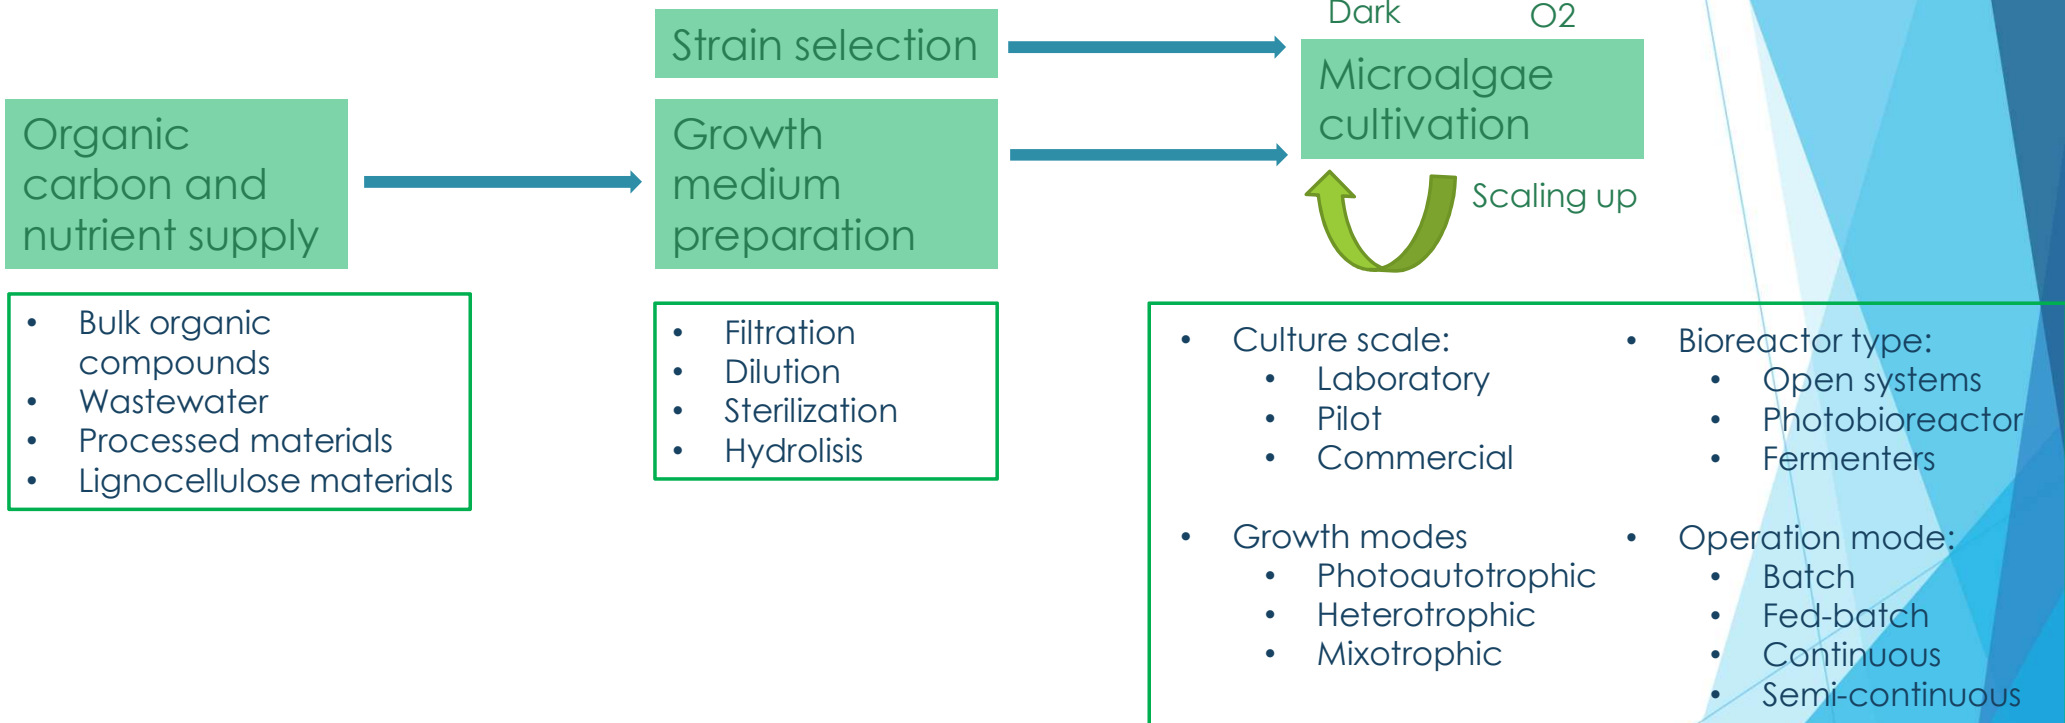 Dark
O2
Strain selection
Microalgae
cultivation
Organic
carbon and
nutrient supply
Growth
medium
preparation
Scaling up
• Bulk organic
compounds
• Wastewater
• Processed materials
• Lignocellulose materials
• Filtration
• Dilution
• Sterilization
• Hydrolisis
• Culture scale:
• Laboratory
• Pilot
• Commercial
• Growth modes
• Photoautotrophic
• Heterotrophic
• Mixotrophic
• Bioreactor type:
• Open systems
• Photobioreactor
• Fermenters
• Operation mode:
• Batch
• Fed-batch
• Continuous
• Semi-continuous